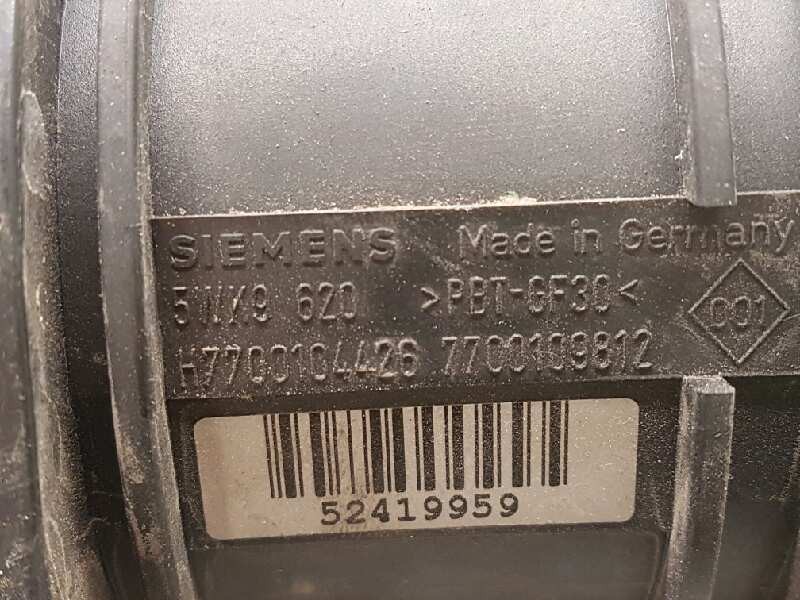 SIEMENS Made in Germany
5WK9 620 >PBT-GF30< 001
H7700104426 7700109812
52419959